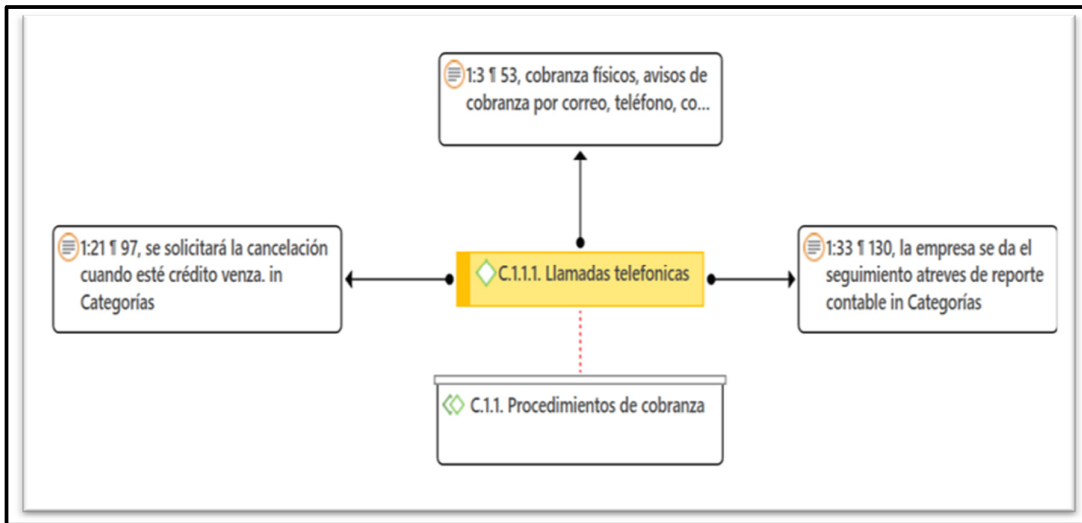 1:3 ¶ 53, cobranza físicos, avisos de
cobranza por correo, teléfono, co...
1:21 ¶ 97, se solicitará la cancelación
cuando esté crédito venza. in
Categorías
C.1.1.1. Llamadas telefonicas
1:33 ¶ 130, la empresa se da el
seguimiento atreves de reporte
contable in Categorías
C.1.1. Procedimientos de cobranza